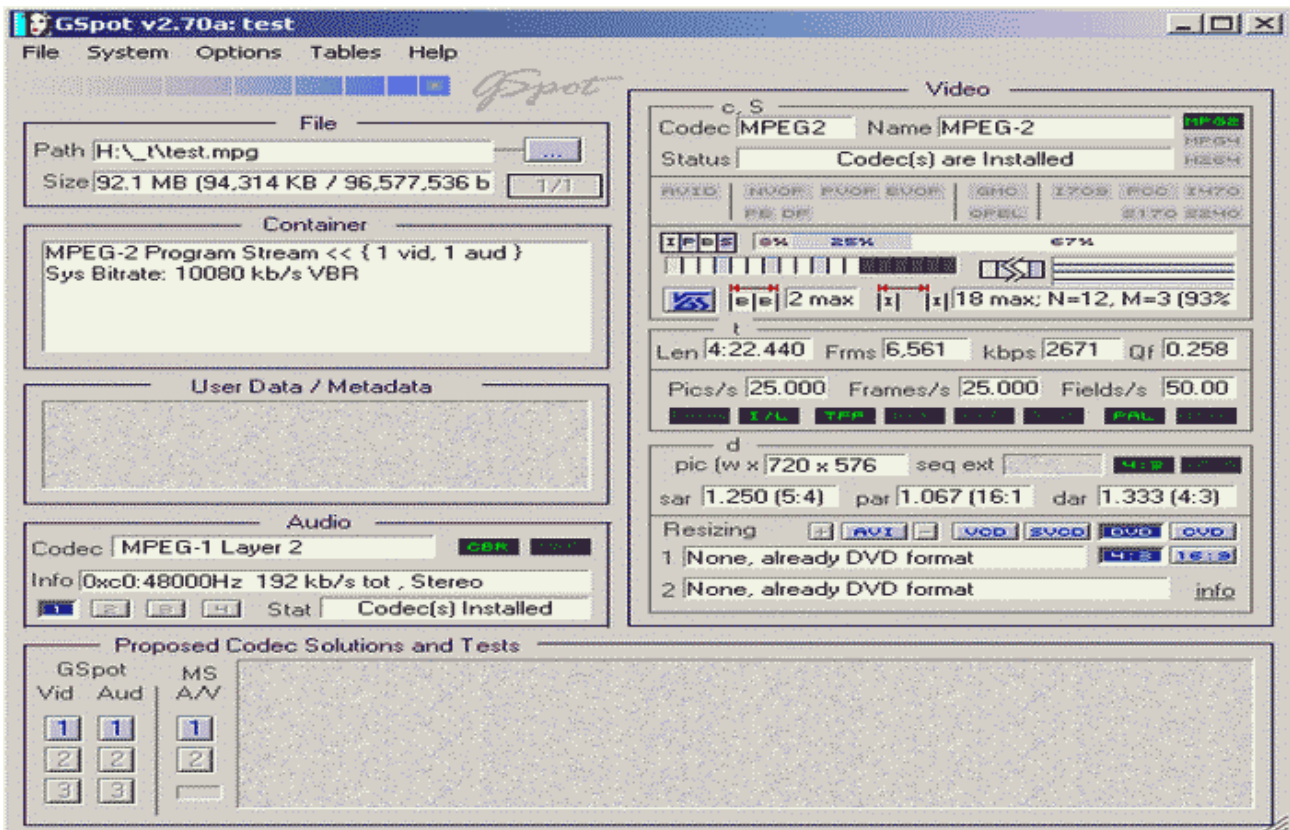 GSpot v2.70a: test
File System Options Tables Help
GSpot
File
Path H:\_t\test.mpg ...
Size 92.1 MB (94,314 KB / 96,577,536 b 1/1
Container
MPEG-2 Program Stream << { 1 vid, 1 aud }
Sys Bitrate: 10080 kb/s VBR
User Data / Metadata
Audio
Codec MPEG-1 Layer 2 CBR
Info 0xc0:48000Hz 192 kb/s tot , Stereo
1 2 3 4 Stat Codec(s) Installed
Video
c, S
Codec MPEG2 Name MPEG-2 MPG2
MPG4
Status Codec(s) are Installed H264
AVID NVOP PVOP BVOP GMC I709 FCC I470
PB DP QPEL S170 S240
I P B S 8% 25% 67%
B B 2 max I I 18 max; N=12, M=3 (93%
t
Len 4:22.440 Frms 6,561 kbps 2671 Qf 0.258
Pics/s 25.000 Frames/s 25.000 Fields/s 50.00
I/L TFF PAL
d
pic (w x 720 x 576 seq ext 4:3
sar 1.250 (5:4) par 1.067 (16:1 dar 1.333 (4:3)
Resizing + AVI - VCD SVCD DVD CVD
1 None, already DVD format 4:3 16:9
2 None, already DVD format info
Proposed Codec Solutions and Tests
GSpot MS
Vid Aud A/V
1 1 1
2 2 2
3 3